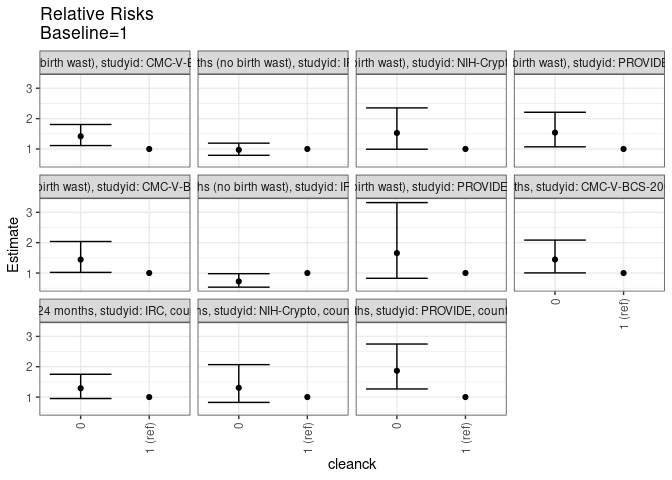 Relative Risks
Baseline=1
birth wast), studyid: CMC-V-B
ths (no birth wast), studyid: IR
birth wast), studyid: NIH-Crypt
birth wast), studyid: PROVIDE
3
2
1
birth wast), studyid: CMC-V-B
ths (no birth wast), studyid: IR
birth wast), studyid: PROVIDE
ths, studyid: CMC-V-BCS-20
Estimate
3
2
1
0
1 (ref)
24 months, studyid: IRC, cou
ths, studyid: NIH-Crypto, coun
ths, studyid: PROVIDE, count
3
2
1
0
1 (ref)
0
1 (ref)
0
1 (ref)
cleanck